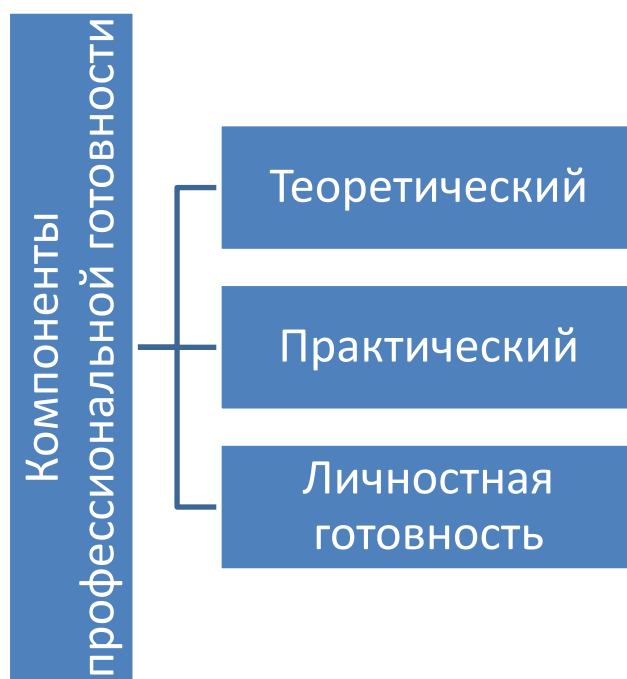 Компоненты
профессиональной готовности
Теоретический
Практический
Личностная
готовность